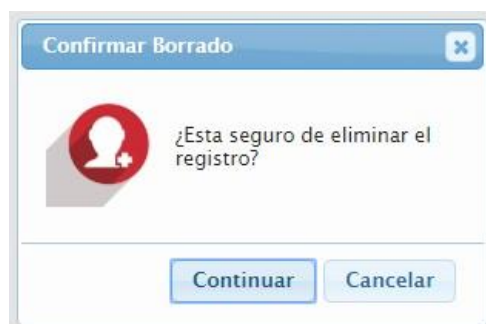 Confirmar Borrado
¿Esta seguro de eliminar el
registro?
Continuar Cancelar